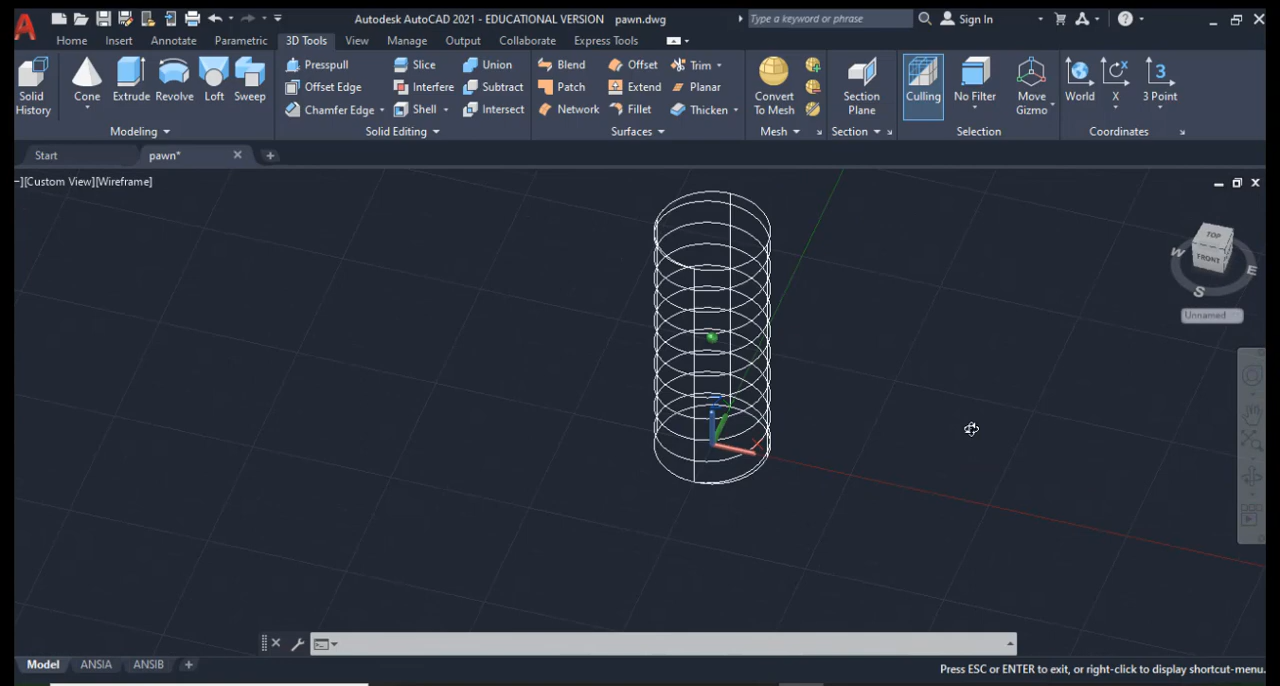 Autodesk AutoCAD 2021 - EDUCATIONAL VERSION pawn.dwg Type a keyword or phrase Sign In
Home Insert Annotate Parametric 3D Tools View Manage Output Collaborate Express Tools
Solid History Cone Extrude Revolve Loft Sweep Presspull Slice Union Blend Offset Trim Convert To Mesh Section Plane Culling No Filter Move Gizmo World X 3 Point
Offset Edge Interfere Subtract Patch Extend Planar
Chamfer Edge Shell Intersect Network Fillet Thicken
Modeling Solid Editing Surfaces Mesh Section Selection Coordinates
Start pawn*
–][Custom View][Wireframe]
TOP
FRONT
W E
S
Unnamed
Model ANSIA ANSIB
Press ESC or ENTER to exit, or right-click to display shortcut-menu.